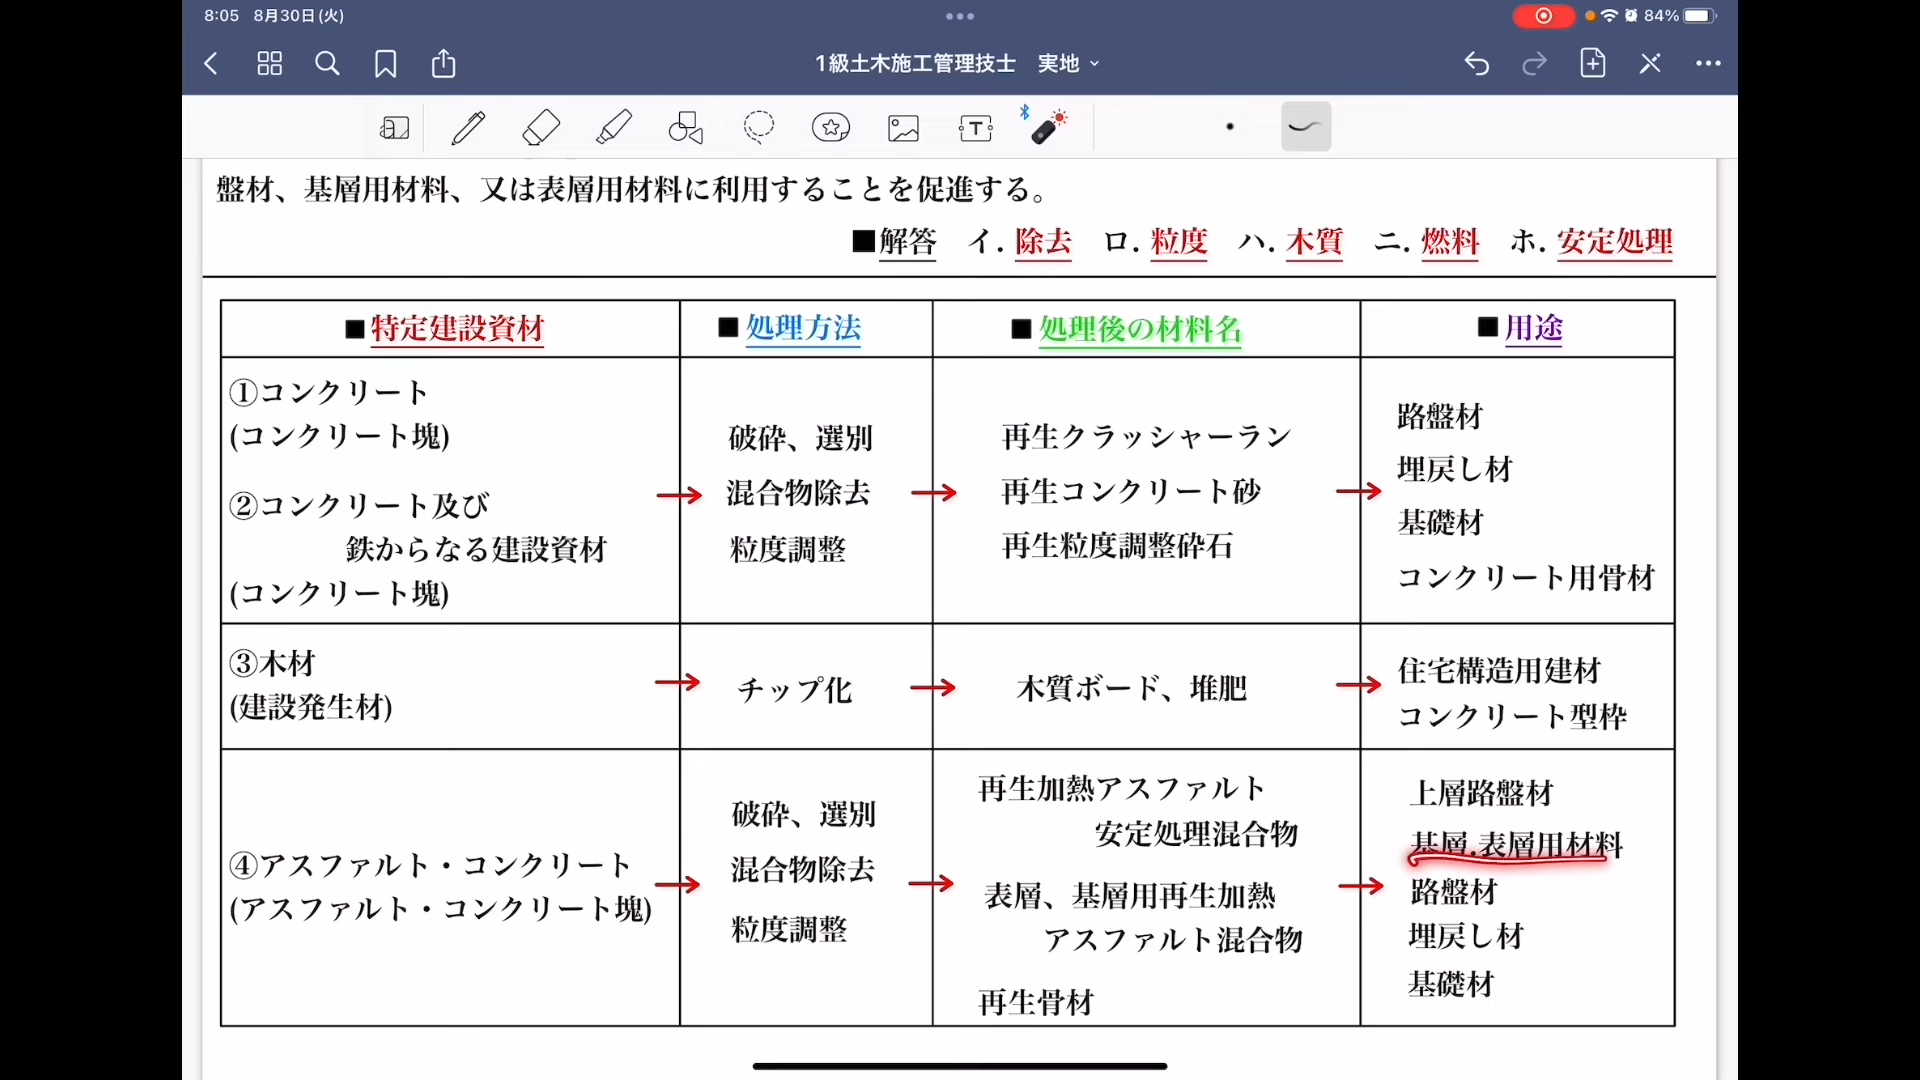 8:05 8月30日(火)
84%
1級土木施工管理技士 実地
盤材、基層用材料、又は表層用材料に利用することを促進する。
■解答 イ. 除去 ロ. 粒度 ハ. 木質 ニ. 燃料 ホ. 安定処理
■特定建設資材
■処理方法
■処理後の材料名
■用途
①コンクリート
(コンクリート塊)
②コンクリート及び
鉄からなる建設資材
(コンクリート塊)
→
破砕、選別
混合物除去
粒度調整
→
再生クラッシャーラン
再生コンクリート砂
再生粒度調整砕石
→
路盤材
埋戻し材
基礎材
コンクリート用骨材
③木材
(建設発生材)
→
チップ化
→
木質ボード、堆肥
→
住宅構造用建材
コンクリート型枠
④アスファルト・コンクリート
(アスファルト・コンクリート塊)
→
破砕、選別
混合物除去
粒度調整
→
再生加熱アスファルト
安定処理混合物
表層、基層用再生加熱
アスファルト混合物
再生骨材
→
上層路盤材
基層.表層用材料
路盤材
埋戻し材
基礎材